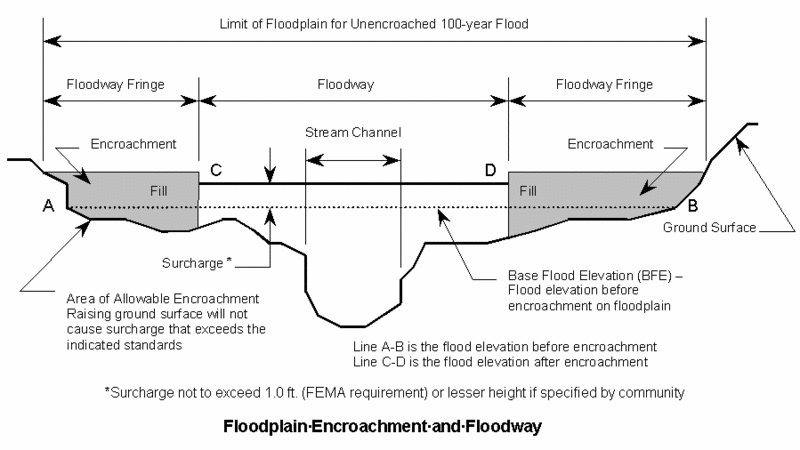 Limit of Floodplain for Unencroached 100-year Flood
Floodway Fringe
Floodway
Floodway Fringe
Stream Channel
Encroachment
Encroachment
C
D
Fill
Fill
A
B
Ground Surface
Surcharge *
Area of Allowable Encroachment
Raising ground surface will not
cause surcharge that exceeds the
indicated standards
Base Flood Elevation (BFE) –
Flood elevation before
encroachment on floodplain
Line A-B is the flood elevation before encroachment
Line C-D is the flood elevation after encroachment
*Surcharge not to exceed 1.0 ft. (FEMA requirement) or lesser height if specified by community
Floodplain·Encroachment·and·Floodway